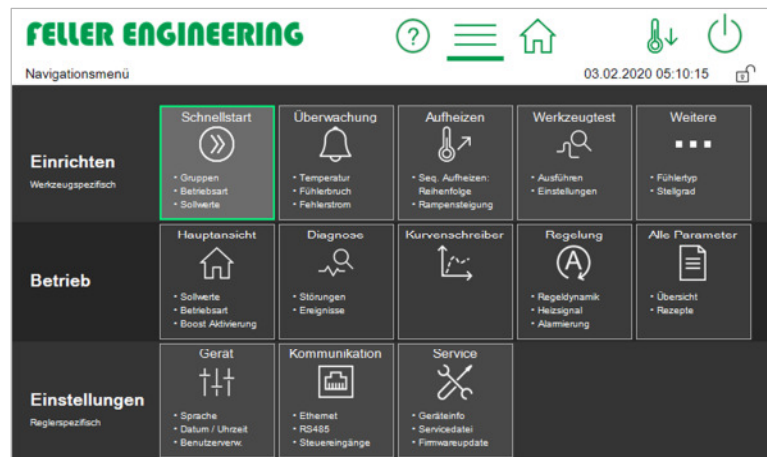 FELLER ENGINEERING
?
Navigationsmenü
03.02.2020 05:10:15
Einrichten
Werkzeugspezifisch
Schnellstart
• Gruppen
• Betriebsart
• Sollwerte
Überwachung
• Temperatur
• Fühlerbruch
• Fehlerstrom
Aufheizen
• Seq. Aufheizen:
Reihenfolge
• Rampensteigung
Werkzeugtest
• Ausführen
• Einstellungen
Weitere
• Fühlertyp
• Stellgrad
Betrieb
Hauptansicht
• Sollwerte
• Betriebsart
• Boost Aktivierung
Diagnose
• Störungen
• Ereignisse
Kurvenschreiber
Regelung
A
• Regeldynamik
• Heizsignal
• Alarmierung
Alle Parameter
• Übersicht
• Rezepte
Einstellungen
Reglerspezifisch
Gerät
• Sprache
• Datum / Uhrzeit
• Benutzerverw.
Kommunikation
• Ethernet
• RS485
• Steuereingänge
Service
• Geräteinfo
• Servicedatei
• Firmwareupdate